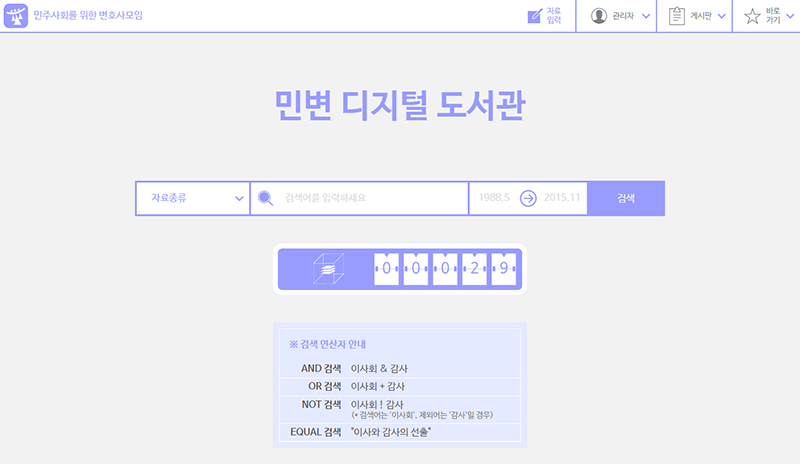 민주사회를 위한 변호사모임
자료
입력
관리자
게시판
바로
가기
민변 디지털 도서관
자료종류
검색어를 입력하세요
1988.5
2015.11
검색
0 0 0 2 9
※ 검색 연산자 안내
AND 검색 이사회 & 감사
OR 검색 이사회 + 감사
NOT 검색 이사회 ! 감사
(* 검색어는 '이사회', 제외어는 '감사'일 경우)
EQUAL 검색 "이사와 감사의 선출"